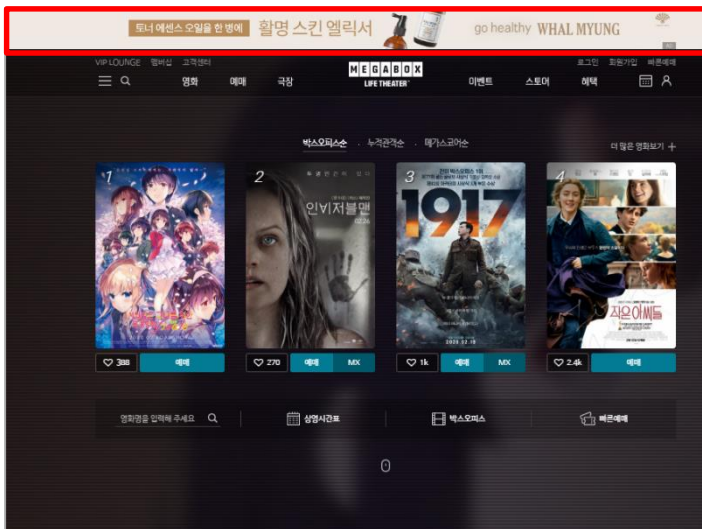 토너 에센스 오일을 한 병에 활명 스킨 엘릭서 go healthy WHAL MYUNG
VIP LOUNGE 멤버십 고객센터
로그인 회원가입 빠른예매
영화 예매 극장
MEGABOX
LIFE THEATER
이벤트 스토어 혜택
박스오피스순 · 누적관객순 · 메가스코어순
더 많은 영화보기 +
1
2
인비저블맨
02.26
3
1917
2020.02.19
4
작은 아씨들
388 예매
270 예매 MX
1k 예매 MX
2.4k 예매
영화명을 입력해 주세요
상영시간표
박스오피스
빠른예매